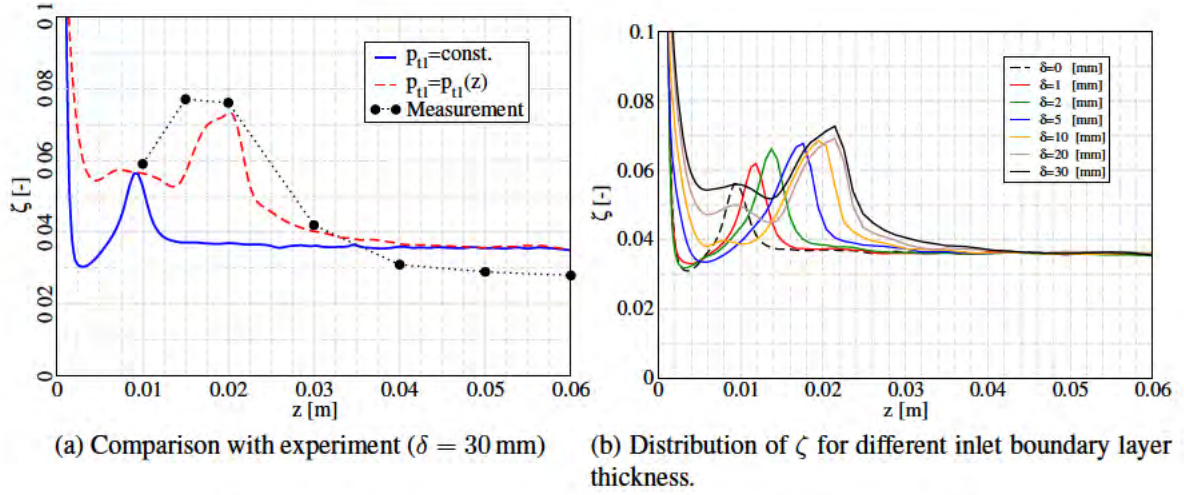 0 0.02 0.04 0.06 0.08 0.1
ζ [-]
p_t1=const.
p_t1=p_t1(z)
Measurement
0 0.01 0.02 0.03 0.04 0.05 0.06
z [m]
(a) Comparison with experiment (δ = 30 mm)
0.1
0.08
0.06
0.04
0.02
0
ζ [-]
δ=0 [mm]
δ=1 [mm]
δ=2 [mm]
δ=5 [mm]
δ=10 [mm]
δ=20 [mm]
δ=30 [mm]
0 0.01 0.02 0.03 0.04 0.05 0.06
z [m]
(b) Distribution of ζ for different inlet boundary layer
thickness.